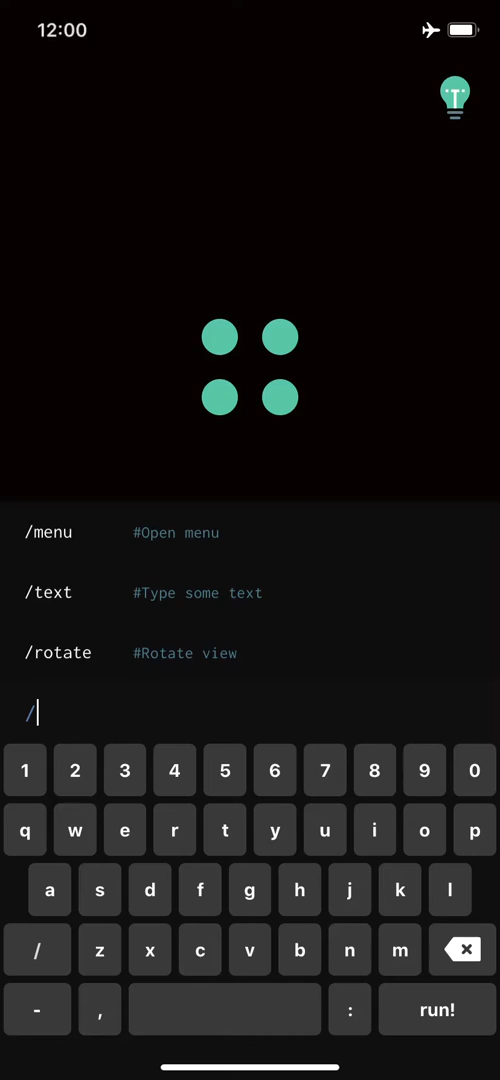 12:00
T
/menu #Open menu
/text #Type some text
/rotate #Rotate view
/
1 2 3 4 5 6 7 8 9 0
q w e r t y u i o p
a s d f g h j k l
/ z x c v b n m
- , : run!